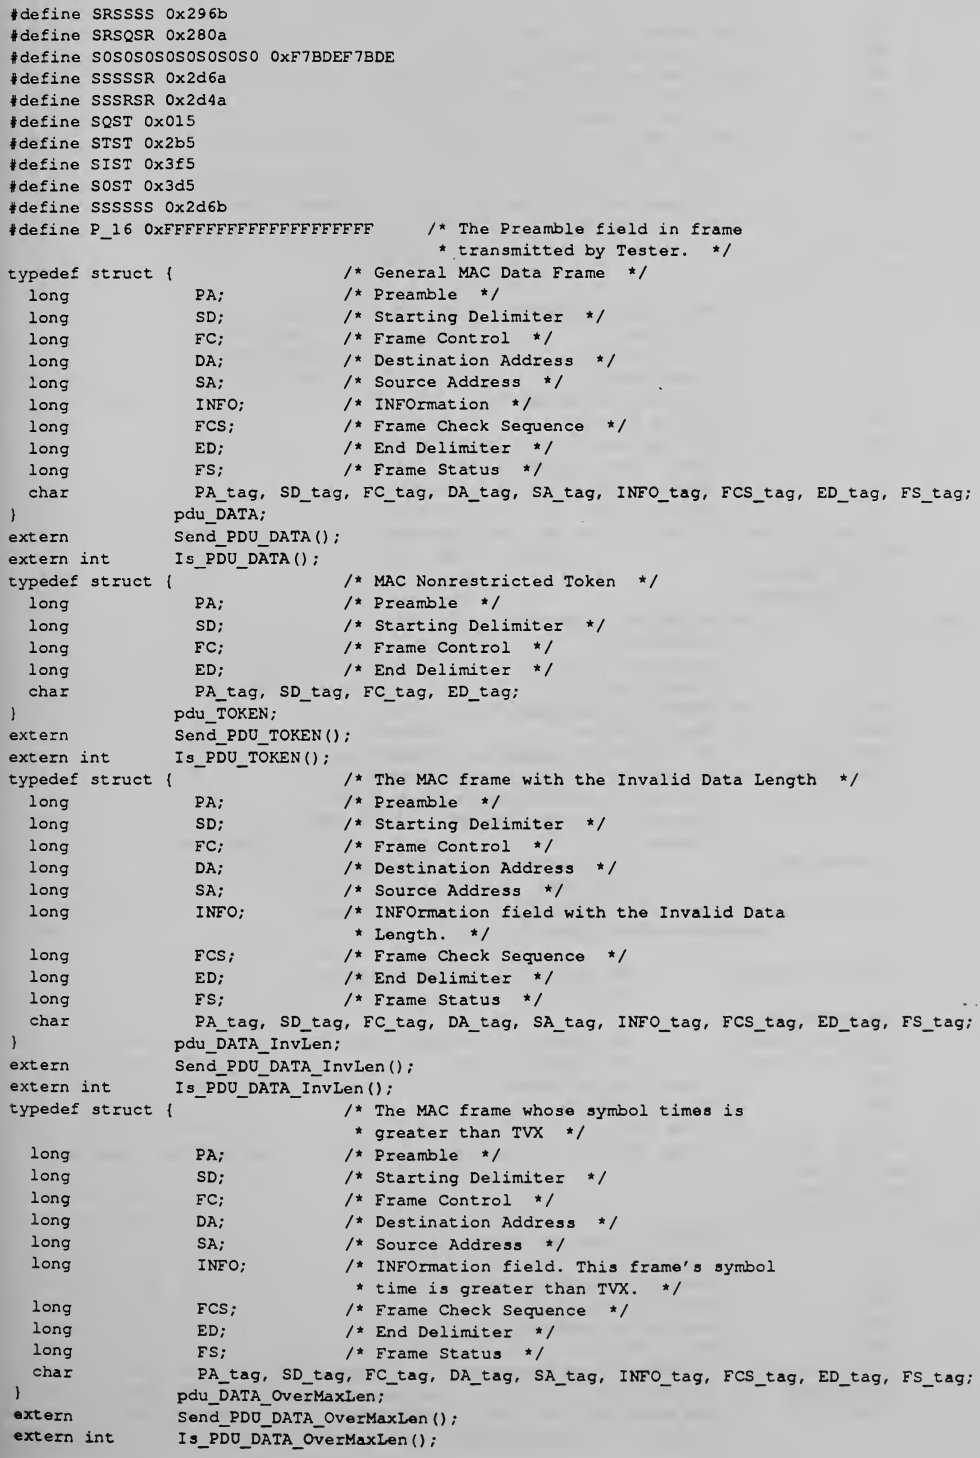 #define SRSSSS 0x296b
#define SRSQSR 0x280a
#define S0S0S0S0S0S0S0S0 0xF7BDEF7BDE
#define SSSSSR 0x2d6a
#define SSSRSR 0x2d4a
#define SQST 0x015
#define STST 0x2b5
#define SIST 0x3f5
#define SOST 0x3d5
#define SSSSSS 0x2d6b
#define P_16 0xFFFFFFFFFFFFFFFFFFFF /* The Preamble field in frame
* transmitted by Tester. */
typedef struct { /* General MAC Data Frame */
long PA; /* Preamble */
long SD; /* Starting Delimiter */
long FC; /* Frame Control */
long DA; /* Destination Address */
long SA; /* Source Address */
long INFO; /* INFOrmation */
long FCS; /* Frame Check Sequence */
long ED; /* End Delimiter */
long FS; /* Frame Status */
char PA_tag, SD_tag, FC_tag, DA_tag, SA_tag, INFO_tag, FCS_tag, ED_tag, FS_tag;
} pdu_DATA;
extern Send_PDU_DATA();
extern int Is_PDU_DATA();
typedef struct { /* MAC Nonrestricted Token */
long PA; /* Preamble */
long SD; /* Starting Delimiter */
long FC; /* Frame Control */
long ED; /* End Delimiter */
char PA_tag, SD_tag, FC_tag, ED_tag;
} pdu_TOKEN;
extern Send_PDU_TOKEN();
extern int Is_PDU_TOKEN();
typedef struct { /* The MAC frame with the Invalid Data Length */
long PA; /* Preamble */
long SD; /* Starting Delimiter */
long FC; /* Frame Control */
long DA; /* Destination Address */
long SA; /* Source Address */
long INFO; /* INFOrmation field with the Invalid Data
* Length. */
long FCS; /* Frame Check Sequence */
long ED; /* End Delimiter */
long FS; /* Frame Status */
char PA_tag, SD_tag, FC_tag, DA_tag, SA_tag, INFO_tag, FCS_tag, ED_tag, FS_tag;
} pdu_DATA_InvLen;
extern Send_PDU_DATA_InvLen();
extern int Is_PDU_DATA_InvLen();
typedef struct { /* The MAC frame whose symbol times is
* greater than TVX */
long PA; /* Preamble */
long SD; /* Starting Delimiter */
long FC; /* Frame Control */
long DA; /* Destination Address */
long SA; /* Source Address */
long INFO; /* INFOrmation field. This frame's symbol
* time is greater than TVX. */
long FCS; /* Frame Check Sequence */
long ED; /* End Delimiter */
long FS; /* Frame Status */
char PA_tag, SD_tag, FC_tag, DA_tag, SA_tag, INFO_tag, FCS_tag, ED_tag, FS_tag;
} pdu_DATA_OverMaxLen;
extern Send_PDU_DATA_OverMaxLen();
extern int Is_PDU_DATA_OverMaxLen();